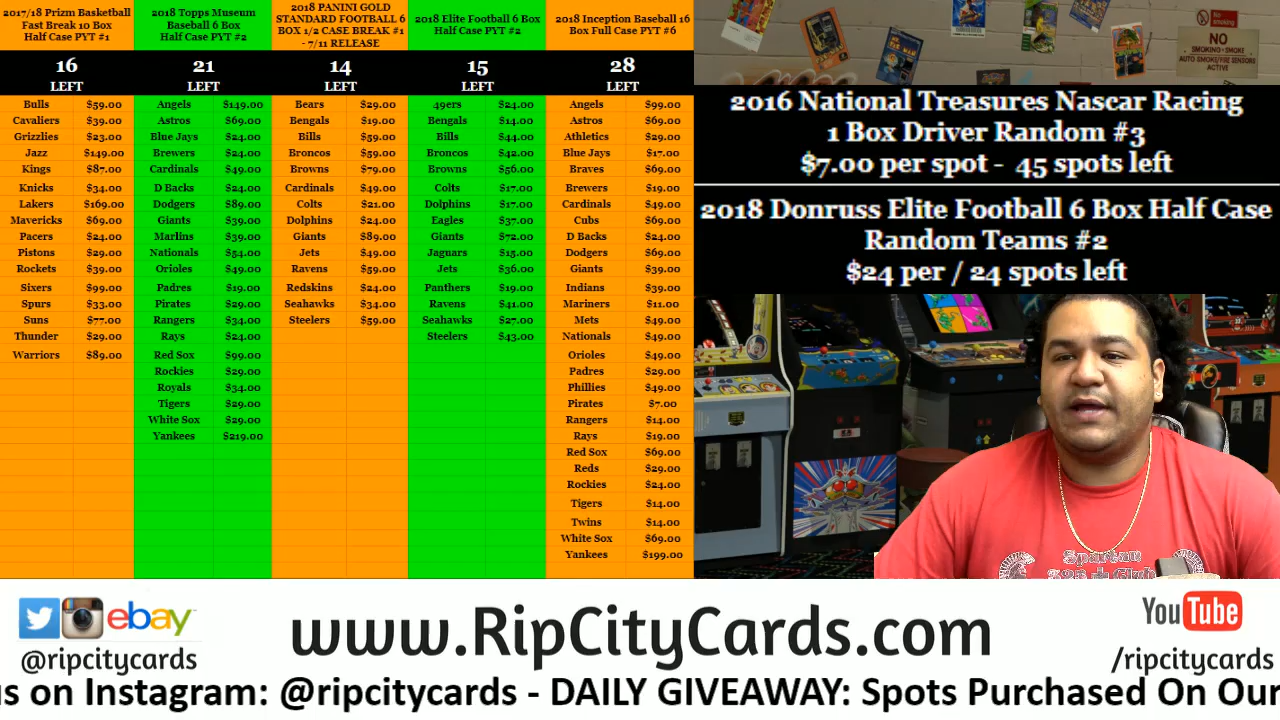 2017/18 Prizm Basketball
Fast Break 10 Box
Half Case PYT #1
16
LEFT
Bulls $59.00
Cavaliers $39.00
Grizzlies $23.00
Jazz $149.00
Kings $87.00
Knicks $34.00
Lakers $169.00
Mavericks $69.00
Pacers $24.00
Pistons $29.00
Rockets $39.00
Sixers $99.00
Spurs $33.00
Suns $77.00
Thunder $29.00
Warriors $89.00
2018 Topps Museum
Baseball 6 Box
Half Case PYT #2
21
LEFT
Angels $149.00
Astros $69.00
Blue Jays $24.00
Brewers $24.00
Cardinals $49.00
D Backs $24.00
Dodgers $89.00
Giants $39.00
Marlins $39.00
Nationals $54.00
Orioles $49.00
Padres $19.00
Pirates $29.00
Rangers $34.00
Rays $24.00
Red Sox $99.00
Rockies $29.00
Royals $34.00
Tigers $29.00
White Sox $29.00
Yankees $219.00
2018 PANINI GOLD
STANDARD FOOTBALL 6
BOX 1/2 CASE BREAK #1
- 7/11 RELEASE
14
LEFT
Bears $29.00
Bengals $19.00
Bills $59.00
Broncos $59.00
Browns $79.00
Cardinals $49.00
Colts $21.00
Dolphins $24.00
Giants $89.00
Jets $49.00
Ravens $59.00
Redskins $24.00
Seahawks $34.00
Steelers $59.00
2018 Elite Football 6 Box
Half Case PYT #2
15
LEFT
49ers $24.00
Bengals $14.00
Bills $44.00
Broncos $42.00
Browns $56.00
Colts $17.00
Dolphins $17.00
Eagles $37.00
Giants $72.00
Jaguars $15.00
Jets $36.00
Panthers $19.00
Ravens $41.00
Seahawks $27.00
Steelers $43.00
2018 Inception Baseball 16
Box Full Case PYT #6
28
LEFT
Angels $99.00
Astros $69.00
Athletics $29.00
Blue Jays $17.00
Braves $69.00
Brewers $19.00
Cardinals $49.00
Cubs $69.00
D Backs $24.00
Dodgers $69.00
Giants $39.00
Indians $39.00
Mariners $11.00
Mets $49.00
Nationals $49.00
Orioles $49.00
Padres $29.00
Phillies $49.00
Pirates $7.00
Rangers $14.00
Rays $19.00
Red Sox $69.00
Reds $29.00
Rockies $24.00
Tigers $14.00
Twins $14.00
White Sox $69.00
Yankees $199.00
No
smoking
NO
SMOKING
ACTIVE
2016 National Treasures Nascar Racing
1 Box Driver Random #3
$7.00 per spot - 45 spots left
2018 Donruss Elite Football 6 Box Half Case
Random Teams #2
$24 per / 24 spots left
Spartan
Club
ebay
@ripcitycards
www.RipCityCards.com
YouTube
/ripcitycards
us on Instagram: @ripcitycards - DAILY GIVEAWAY: Spots Purchased On Our